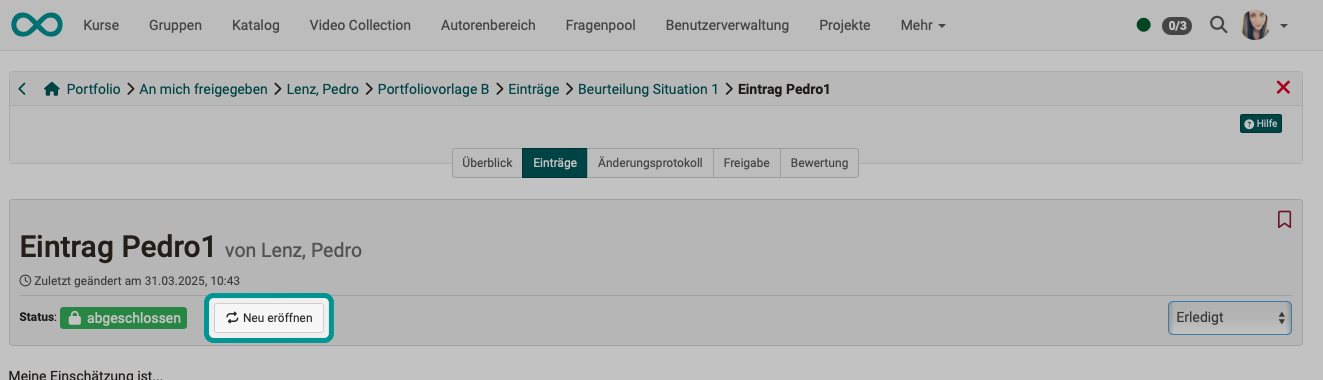 Kurse Gruppen Katalog Video Collection Autorenbereich Fragenpool Benutzerverwaltung Projekte Mehr 0/3
Portfolio An mich freigegeben Lenz, Pedro Portfoliovorlage B Einträge Beurteilung Situation 1 Eintrag Pedro1
Hilfe
Überblick Einträge Änderungsprotokoll Freigabe Bewertung
Eintrag Pedro1 von Lenz, Pedro
Zuletzt geändert am 31.03.2025, 10:43
Status: abgeschlossen Neu eröffnen Erledigt
Meine Einschätzung ist...